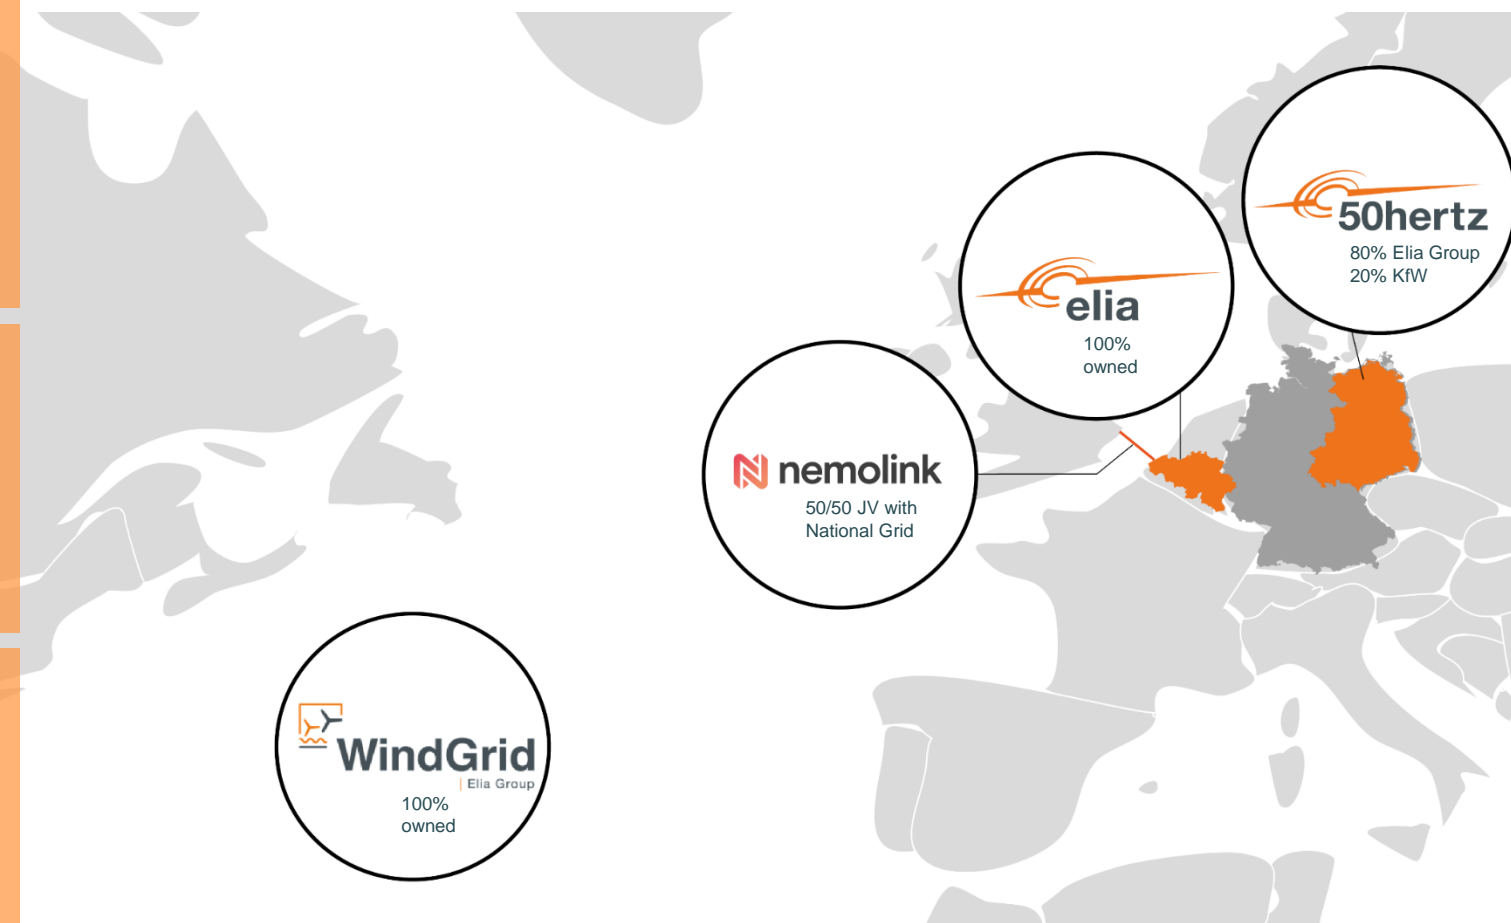 50hertz
80% Elia Group
20% KfW
elia
100%
owned
nemolink
50/50 JV with
National Grid
WindGrid
Elia Group
100%
owned